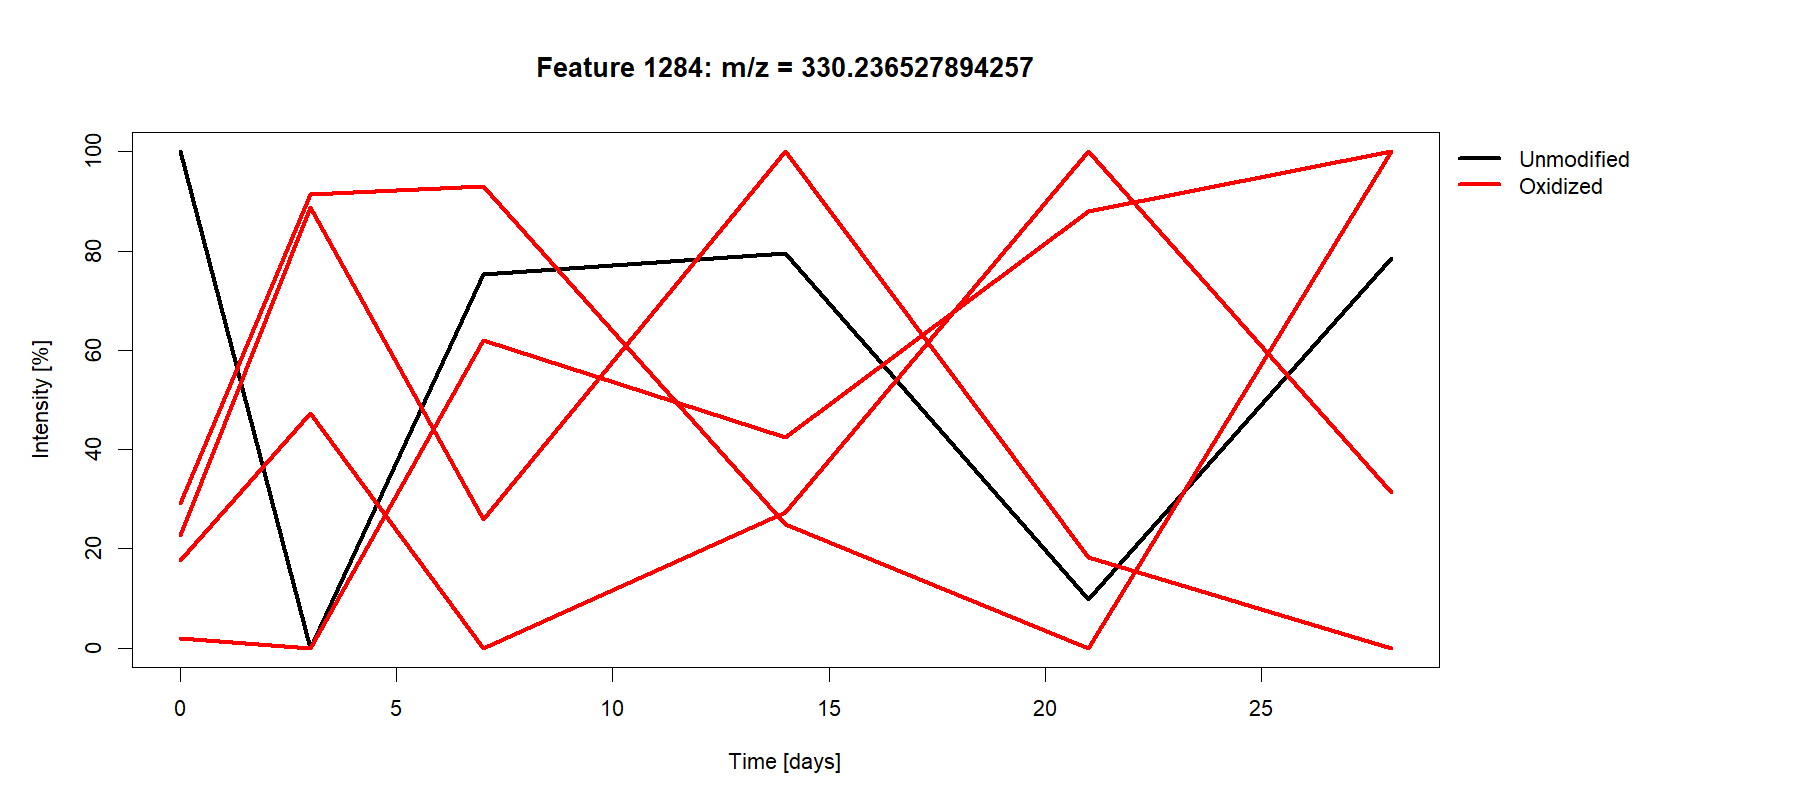 Feature 1284: m/z = 330.236527894257
Unmodified
Oxidized
Intensity [%]
100
80
60
40
20
0
0 5 10 15 20 25
Time [days]